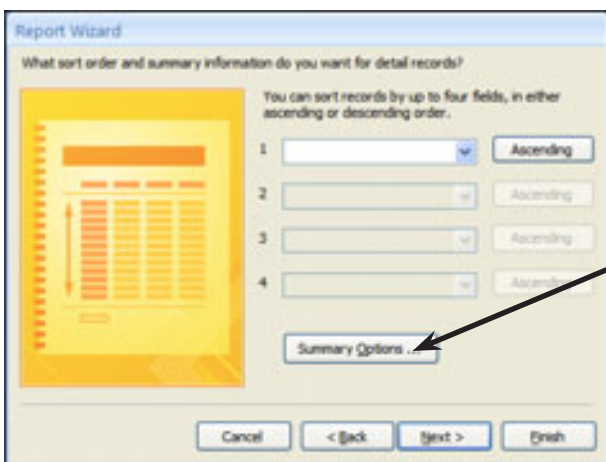 Report Wizard
What sort order and summary information do you want for detail records?
You can sort records by up to four fields, in either
ascending or descending order.
1 Ascending
2 Ascending
3 Ascending
4 Ascending
Summary Options ...
Cancel < Back Next > Finish